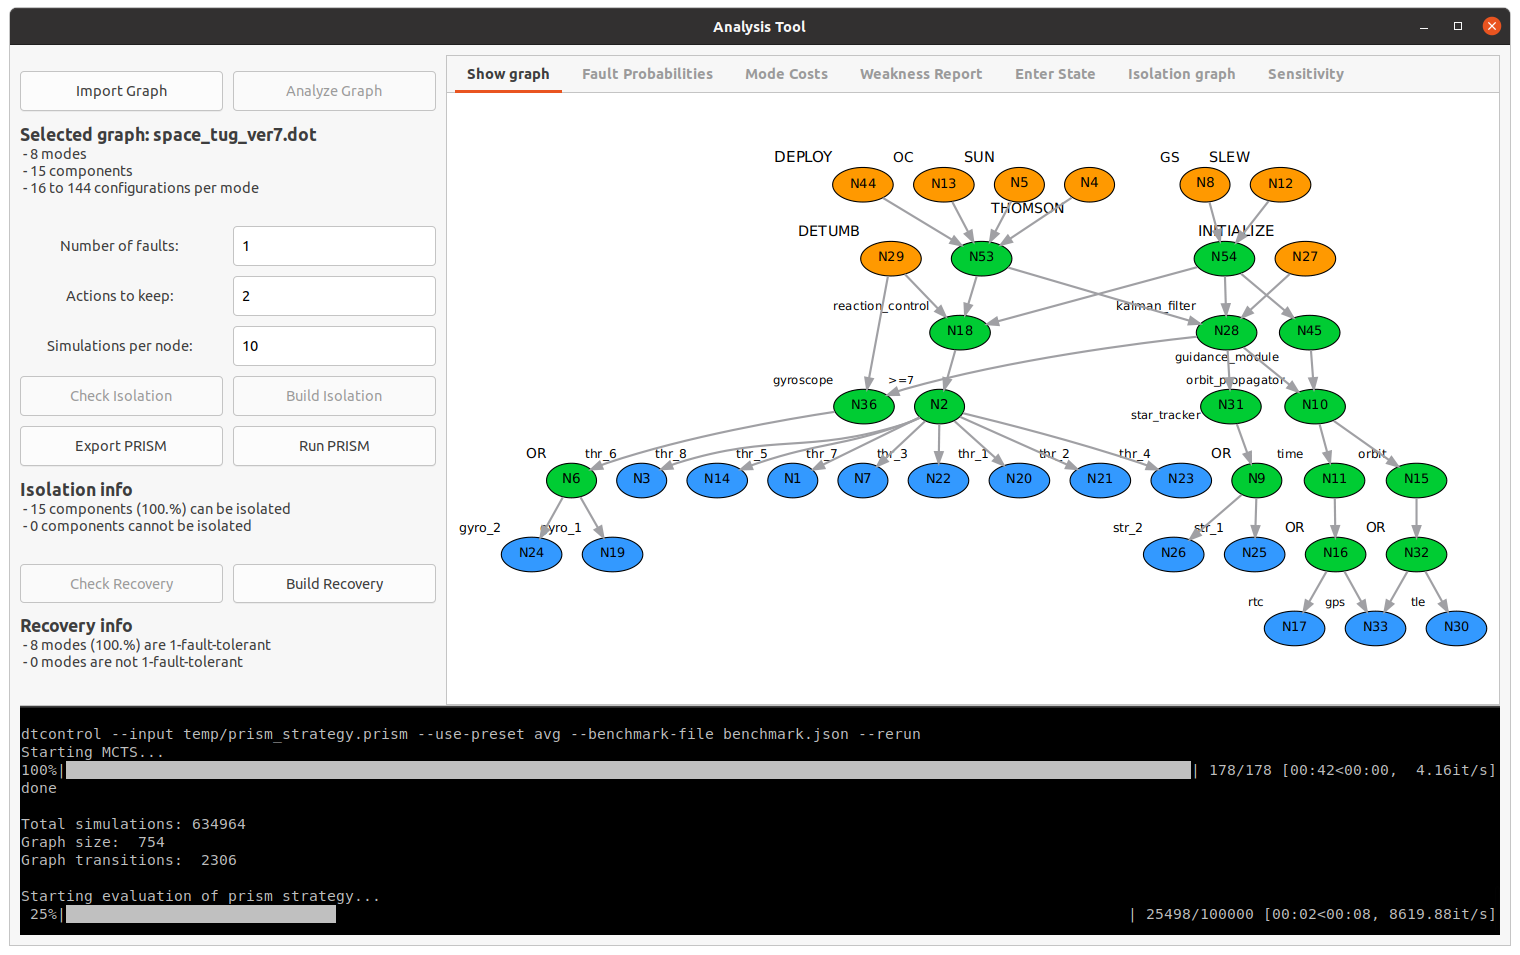 Analysis Tool
Import Graph
Analyze Graph
Selected graph: space_tug_ver7.dot
- 8 modes
- 15 components
- 16 to 144 configurations per mode
Number of faults:
1
Actions to keep:
2
Simulations per node:
10
Check Isolation
Build Isolation
Export PRISM
Run PRISM
Isolation info
- 15 components (100.%) can be isolated
- 0 components cannot be isolated
Check Recovery
Build Recovery
Recovery info
- 8 modes (100.%) are 1-fault-tolerant
- 0 modes are not 1-fault-tolerant
Show graph
Fault Probabilities
Mode Costs
Weakness Report
Enter State
Isolation graph
Sensitivity
DEPLOY
OC
SUN
GS
SLEW
N44
N13
N5
N4
N8
N12
THOMSON
DETUMB
INITIALIZE
N29
N53
N54
N27
reaction_control
kalman_filter
N18
N28
N45
guidance_module
gyroscope
>=7
orbit_propagator
N36
N2
N31
N10
star_tracker
OR
thr_6
thr_8
thr_5
thr_7
thr_3
thr_1
thr_2
thr_4
OR
time
orbit
N6
N3
N14
N1
N7
N22
N20
N21
N23
N9
N11
N15
gyro_2
gyro_1
str_2
str_1
OR
OR
N24
N19
N26
N25
N16
N32
rtc
gps
tle
N17
N33
N30
dtcontrol --input temp/prism_strategy.prism --use-preset avg --benchmark-file benchmark.json --rerun
Starting MCTS...
100%| | 178/178 [00:42<00:00,  4.16it/s]
done
Total simulations: 634964
Graph size:  754
Graph transitions:  2306
Starting evaluation of prism strategy...
25%| | 25498/100000 [00:02<00:08, 8619.88it/s]